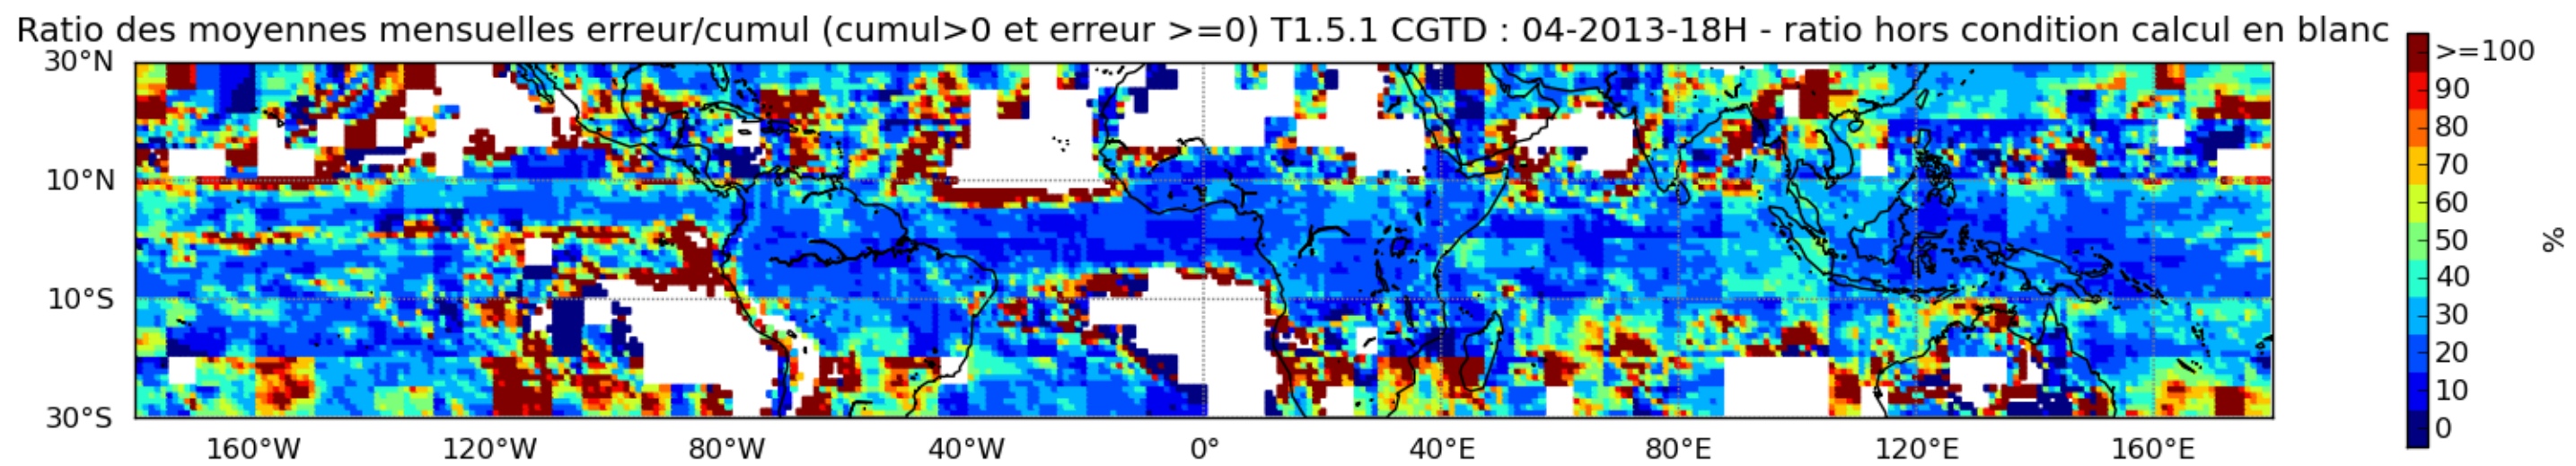 Ratio des moyennes mensuelles erreur/cumul (cumul>0 et erreur >=0) T1.5.1 CGTD : 04-2013-18H - ratio hors condition calcul en blanc
30°N
10°N
10°S
30°S
160°W 120°W 80°W 40°W 0° 40°E 80°E 120°E 160°E
>=100
90
80
70
60
50
40
30
20
10
0
%